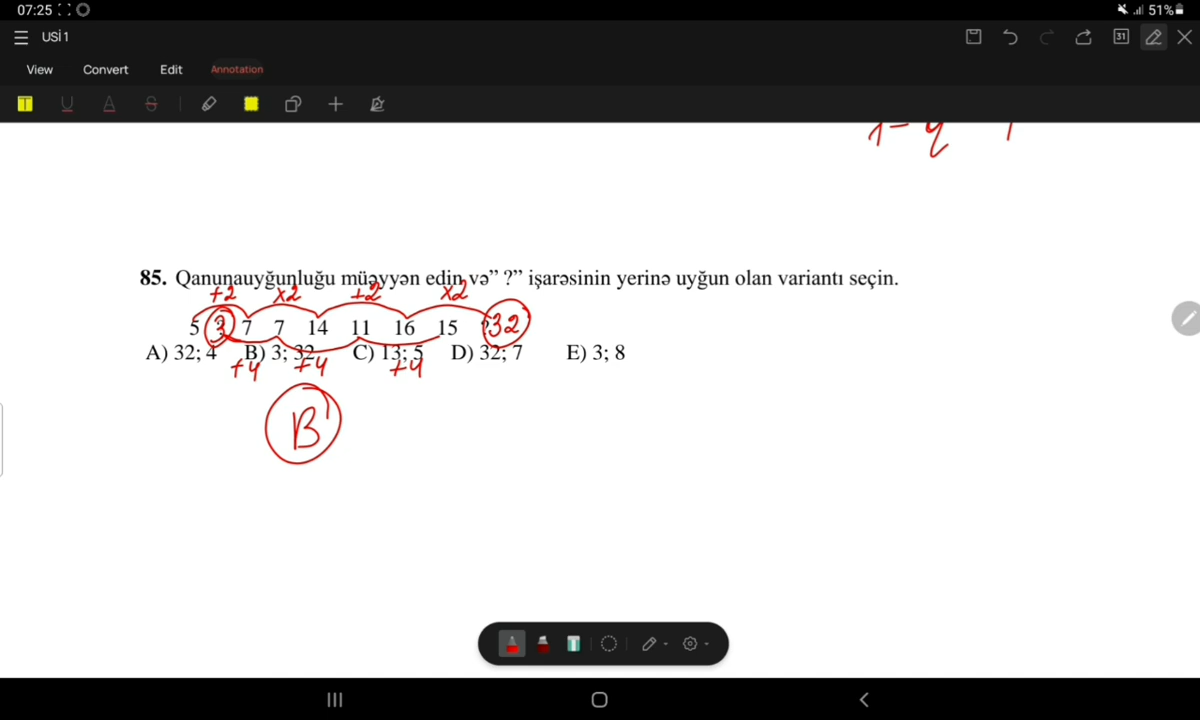 07:25 51%
USİ 1 31
View Convert Edit Annotation
T U A S
1-q
85. Qanunauyğunluğu müəyyən edin və” ?” işarəsinin yerinə uyğun olan variantı seçin.
+2 x2 +2 x2
5 3 7 7 14 11 16 15 32
A) 32; 4 B) 3; 32 C) 13; 5 D) 32; 7 E) 3; 8
+4 +4 +4
B